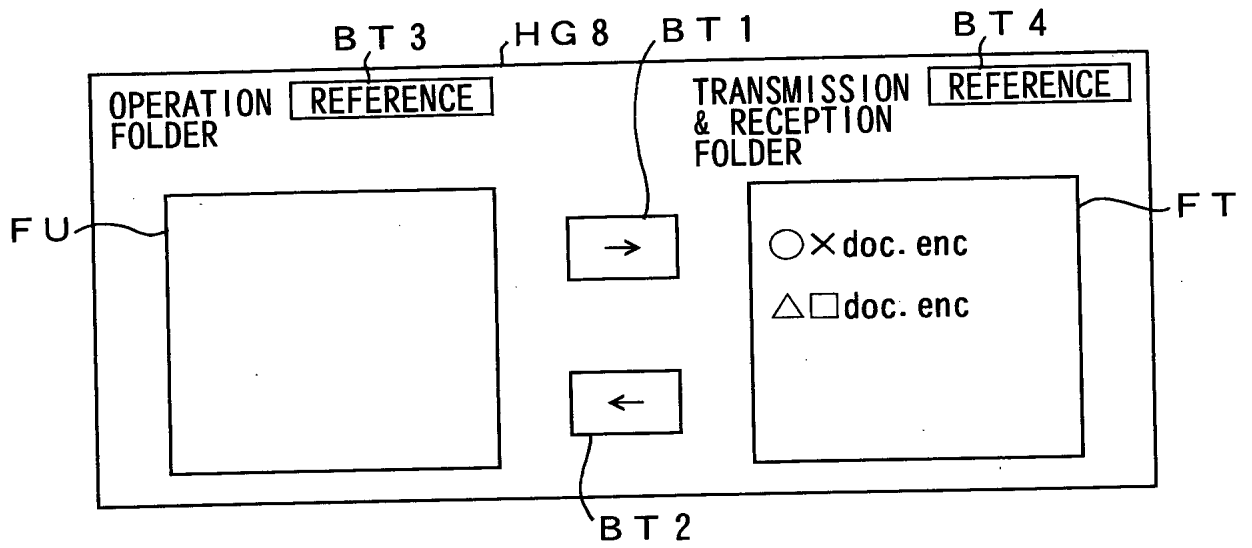 BT3
HG8
BT1
BT4
OPERATION FOLDER
REFERENCE
TRANSMISSION & RECEPTION FOLDER
REFERENCE
FU
FT
→
○×doc.enc
△□doc.enc
←
BT2